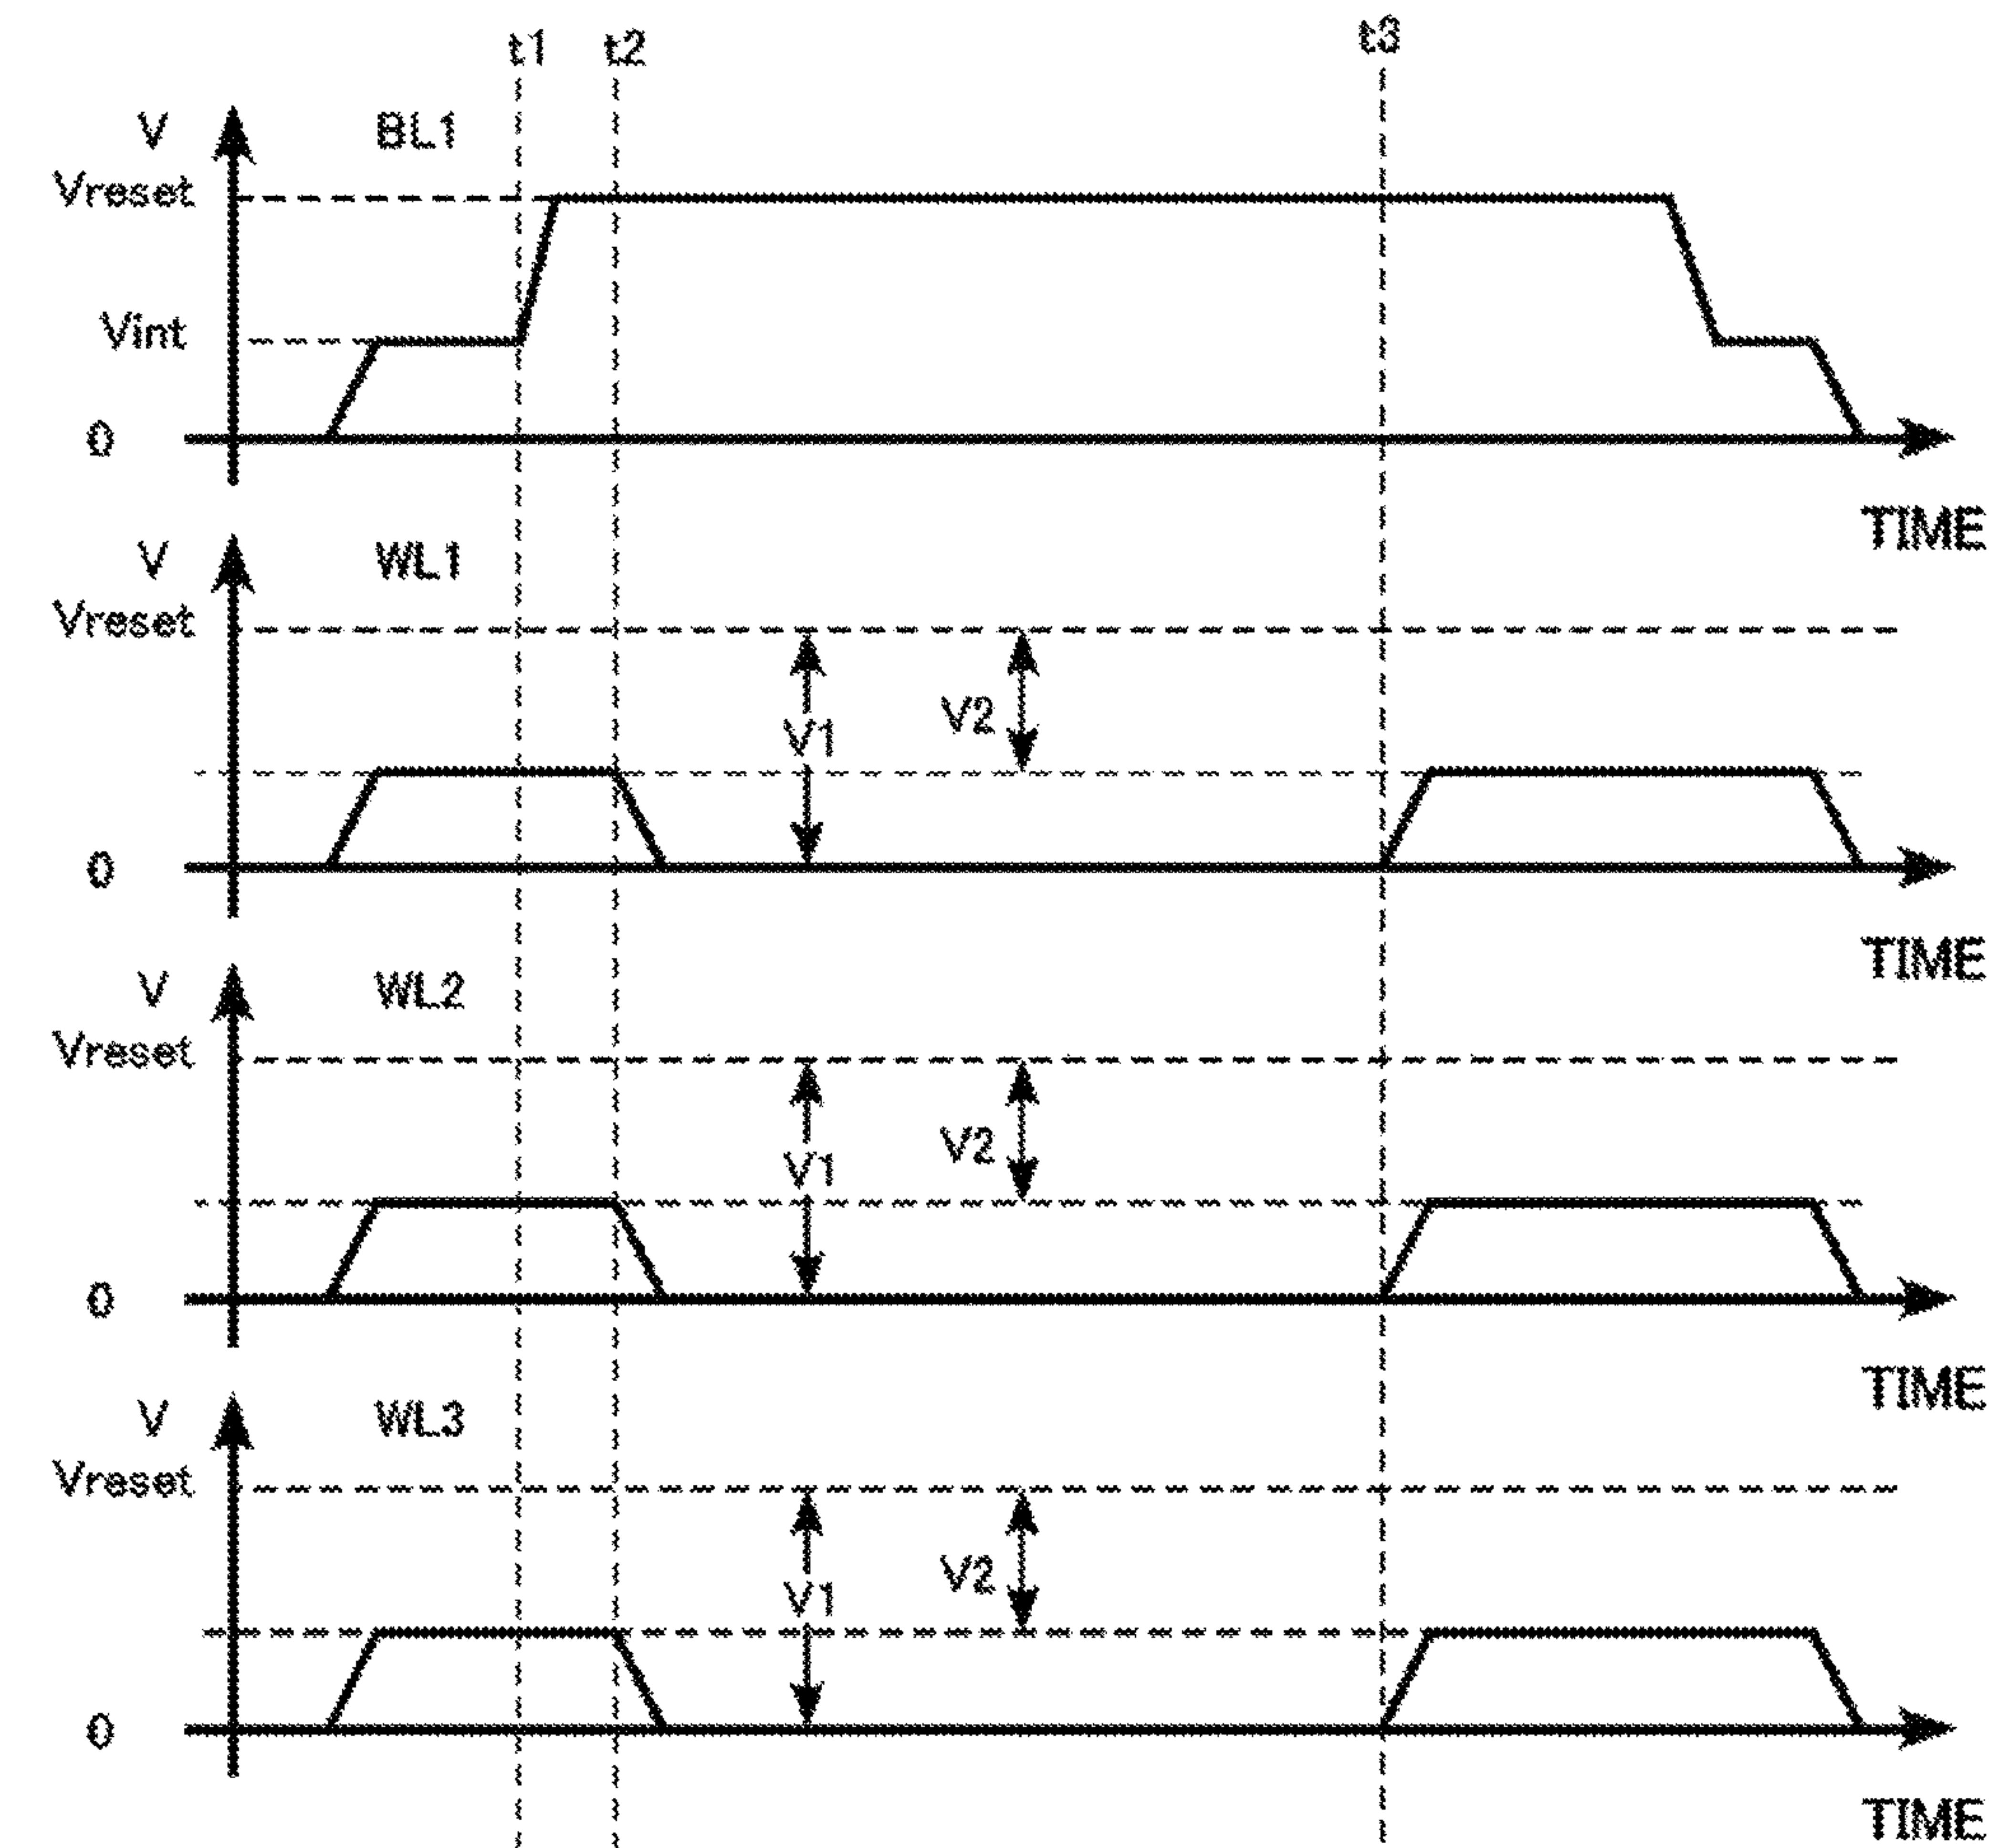 t1 t2 t3
V BL1
Vreset
Vint
0
TIME
V WL1
Vreset
V1 V2
0
TIME
V WL2
Vreset
V1 V2
0
TIME
V WL3
Vreset
V1 V2
0
TIME